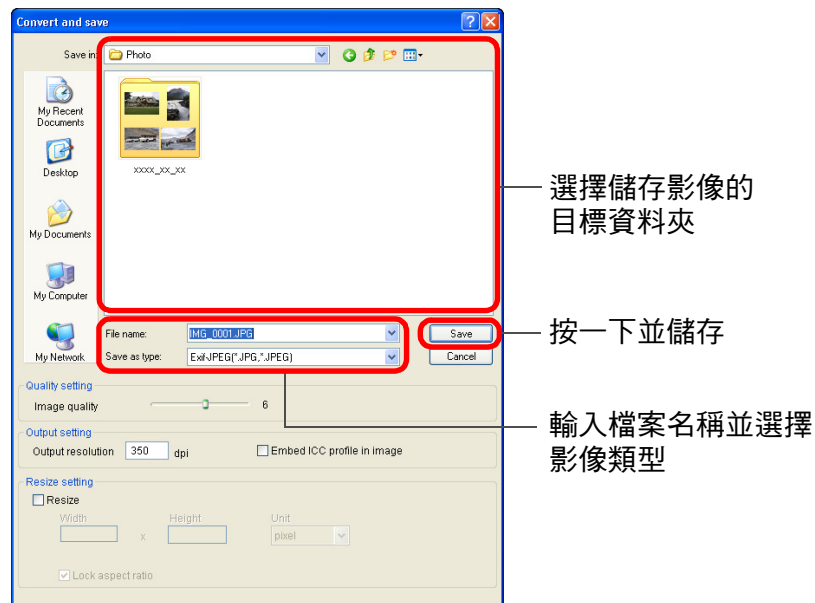 Convert and save
Save in:
Photo
My Recent
Documents
Desktop
My Documents
My Computer
My Network
xxxx_xx_xx
選擇儲存影像的
目標資料夾
File name:
IMG_0001.JPG
Save
按一下並儲存
Save as type:
Exif-JPEG(*.JPG,*.JPEG)
Cancel
Quality setting
Image quality
6
輸入檔案名稱並選擇
影像類型
Output setting
Output resolution
350
dpi
Embed ICC profile in image
Resize setting
Resize
Width
x
Height
Unit
pixel
Lock aspect ratio